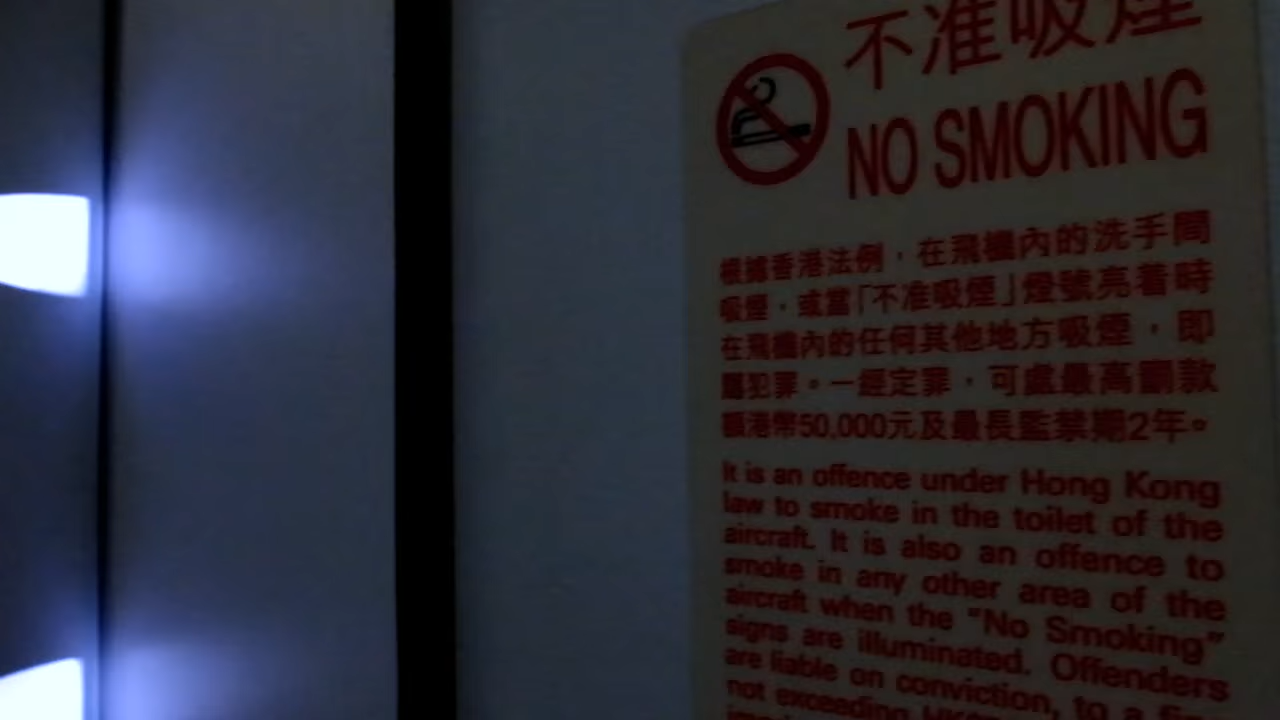 不准吸煙
NO SMOKING
根據香港法例，在飛機內的洗手間
吸煙，或當「不准吸煙」燈號亮着時
在飛機內的任何其他地方吸煙，即
屬犯罪。一經定罪，可處最高罰款
額港幣50,000元及最長監禁期2年。
It is an offence under Hong Kong
law to smoke in the toilet of the
aircraft. It is also an offence to
smoke in any other area of the
aircraft when the "No Smoking"
signs are illuminated. Offenders
are liable on conviction, to a
not exceeding